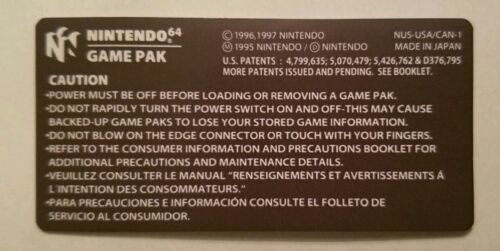 NINTENDO® 64
GAME PAK
© 1996,1997 NINTENDO
Ⓜ 1995 NINTENDO / Ⓓ NINTENDO
NUS-USA/CAN-1
MADE IN JAPAN
U.S. PATENTS : 4,799,635; 5,070,479; 5,426,762 & D376,795
MORE PATENTS ISSUED AND PENDING. SEE BOOKLET.
CAUTION
•POWER MUST BE OFF BEFORE LOADING OR REMOVING A GAME PAK.
•DO NOT RAPIDLY TURN THE POWER SWITCH ON AND OFF-THIS MAY CAUSE
BACKED-UP GAME PAKS TO LOSE YOUR STORED GAME INFORMATION.
•DO NOT BLOW ON THE EDGE CONNECTOR OR TOUCH WITH YOUR FINGERS.
•REFER TO THE CONSUMER INFORMATION AND PRECAUTIONS BOOKLET FOR
ADDITIONAL PRECAUTIONS AND MAINTENANCE DETAILS.
•VEUILLEZ CONSULTER LE MANUAL "RENSEIGNEMENTS ET AVERTISSEMENTS À
L'INTENTION DES CONSOMMATEURS."
•PARA PRECAUCIONES E INFORMACIÓN CONSULTE EL FOLLETO DE
SERVICIO AL CONSUMIDOR.